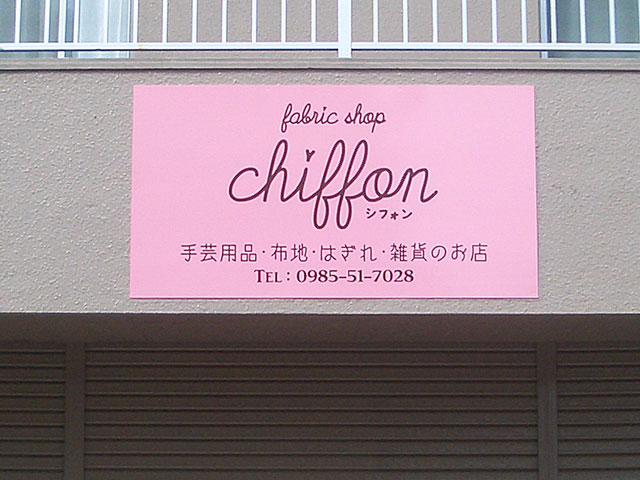 fabric shop
chiffon
シフォン
手芸用品・布地・はぎれ・雑貨のお店
TEL：0985-51-7028